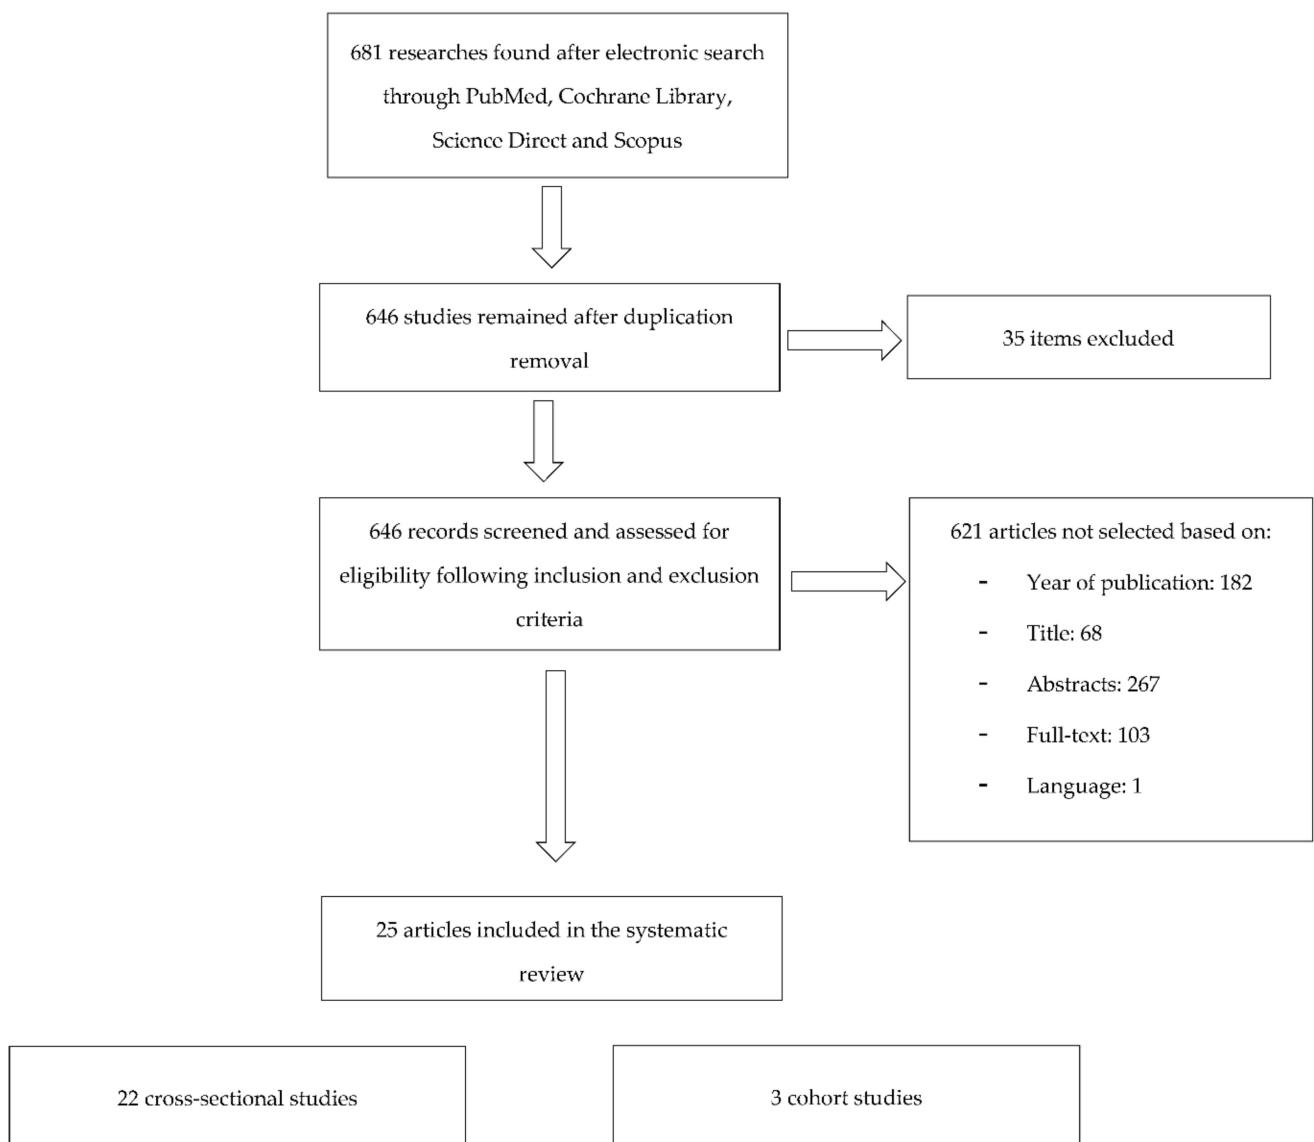 681 researches found after electronic search
through PubMed, Cochrane Library,
Science Direct and Scopus
646 studies remained after duplication
removal
35 items excluded
646 records screened and assessed for
eligibility following inclusion and exclusion
criteria
621 articles not selected based on:
- Year of publication: 182
- Title: 68
- Abstracts: 267
- Full-text: 103
- Language: 1
25 articles included in the systematic
review
22 cross-sectional studies
3 cohort studies